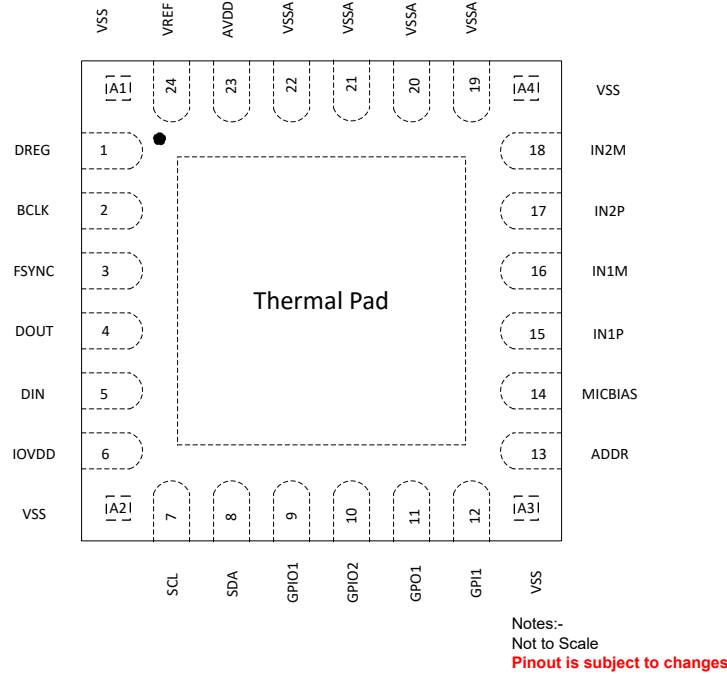 VSS VREF AVDD VSSA VSSA VSSA VSSA
A1 24 23 22 21 20 19 A4 VSS
DREG 1 18 IN2M
BCLK 2 17 IN2P
FSYNC 3 16 IN1M
Thermal Pad
DOUT 4 15 IN1P
DIN 5 14 MICBIAS
IOVDD 6 13 ADDR
VSS A2 7 8 9 10 11 12 A3
SCL SDA GPIO1 GPIO2 GPO1 GPI1 VSS
Notes:-
Not to Scale
Pinout is subject to changes